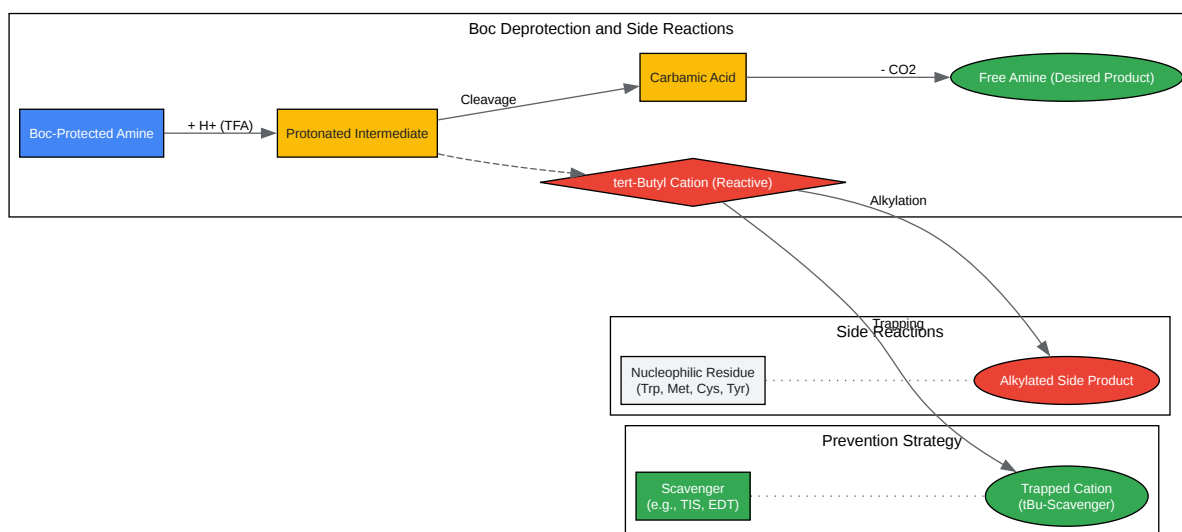 Boc Deprotection and Side Reactions
Boc-Protected Amine
+ H+ (TFA)
Protonated Intermediate
Cleavage
Carbamic Acid
- CO2
Free Amine (Desired Product)
tert-Butyl Cation (Reactive)
Alkylation
Trapping
Side Reactions
Nucleophilic Residue
(Trp, Met, Cys, Tyr)
Alkylated Side Product
Prevention Strategy
Scavenger
(e.g., TIS, EDT)
Trapped Cation
(tBu-Scavenger)